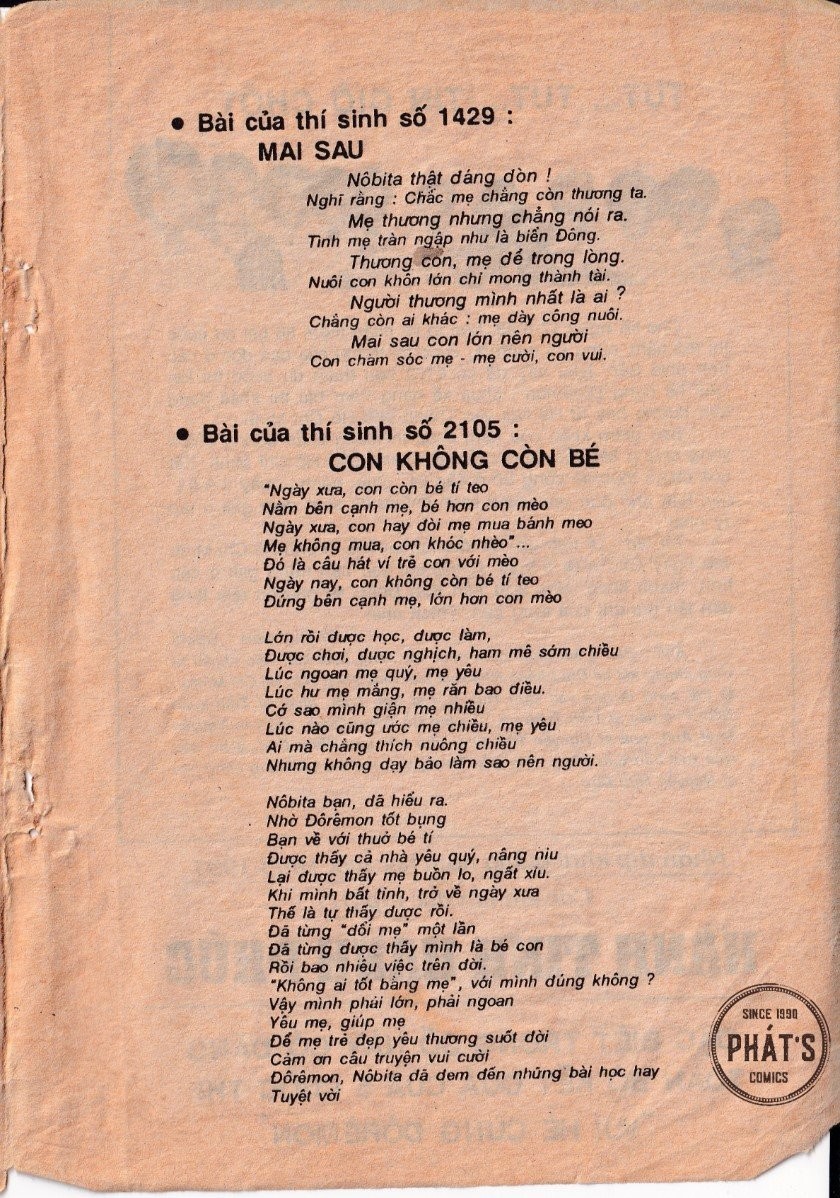 • Bài của thí sinh số 1429 :
MAI SAU
Nôbita thật đáng đòn !
Nghĩ rằng : Chắc mẹ chẳng còn thương ta.
Mẹ thương nhưng chẳng nói ra.
Tình mẹ tràn ngập như là biển Đông.
Thương con, mẹ để trong lòng.
Nuôi con khôn lớn chỉ mong thành tài.
Người thương mình nhất là ai ?
Chẳng còn ai khác : mẹ dày công nuôi.
Mai sau con lớn nên người
Con chăm sóc mẹ - mẹ cười, con vui.
• Bài của thí sinh số 2105 :
CON KHÔNG CÒN BÉ
"Ngày xưa, con còn bé tí teo
Nằm bên cạnh mẹ, bé hơn con mèo
Ngày xưa, con hay đòi mẹ mua bánh meo
Mẹ không mua, con khóc nhèo"...
Đó là câu hát ví trẻ con với mèo
Ngày nay, con không còn bé tí teo
Đứng bên cạnh mẹ, lớn hơn con mèo
Lớn rồi được học, được làm,
Được chơi, được nghịch, ham mê sớm chiều
Lúc ngoan mẹ quý, mẹ yêu
Lúc hư mẹ mắng, mẹ răn bao điều.
Cớ sao mình giận mẹ nhiều
Lúc nào cũng ước mẹ chiều, mẹ yêu
Ai mà chẳng thích nuông chiều
Nhưng không dạy bảo làm sao nên người.
Nôbita bạn, đã hiểu ra.
Nhờ Đôrêmon tốt bụng
Bạn về với thuở bé tí
Được thấy cả nhà yêu quý, nâng niu
Lại được thấy mẹ buồn lo, ngất xỉu.
Khi mình bất tỉnh, trở về ngày xưa
Thế là tự thấy được rồi.
Đã từng "dổi mẹ" một lần
Đã từng được thấy mình là bé con
Rồi bao nhiêu việc trên đời.
"Không ai tốt bằng mẹ", với mình đúng không ?
Vậy mình phải lớn, phải ngoan
Yêu mẹ, giúp mẹ
Để mẹ trẻ đẹp yêu thương suốt đời
Cảm ơn câu truyện vui cười
Đôrêmon, Nôbita đã đem đến những bài học hay
Tuyệt vời
SINCE 1990
PHÁT'S
COMICS